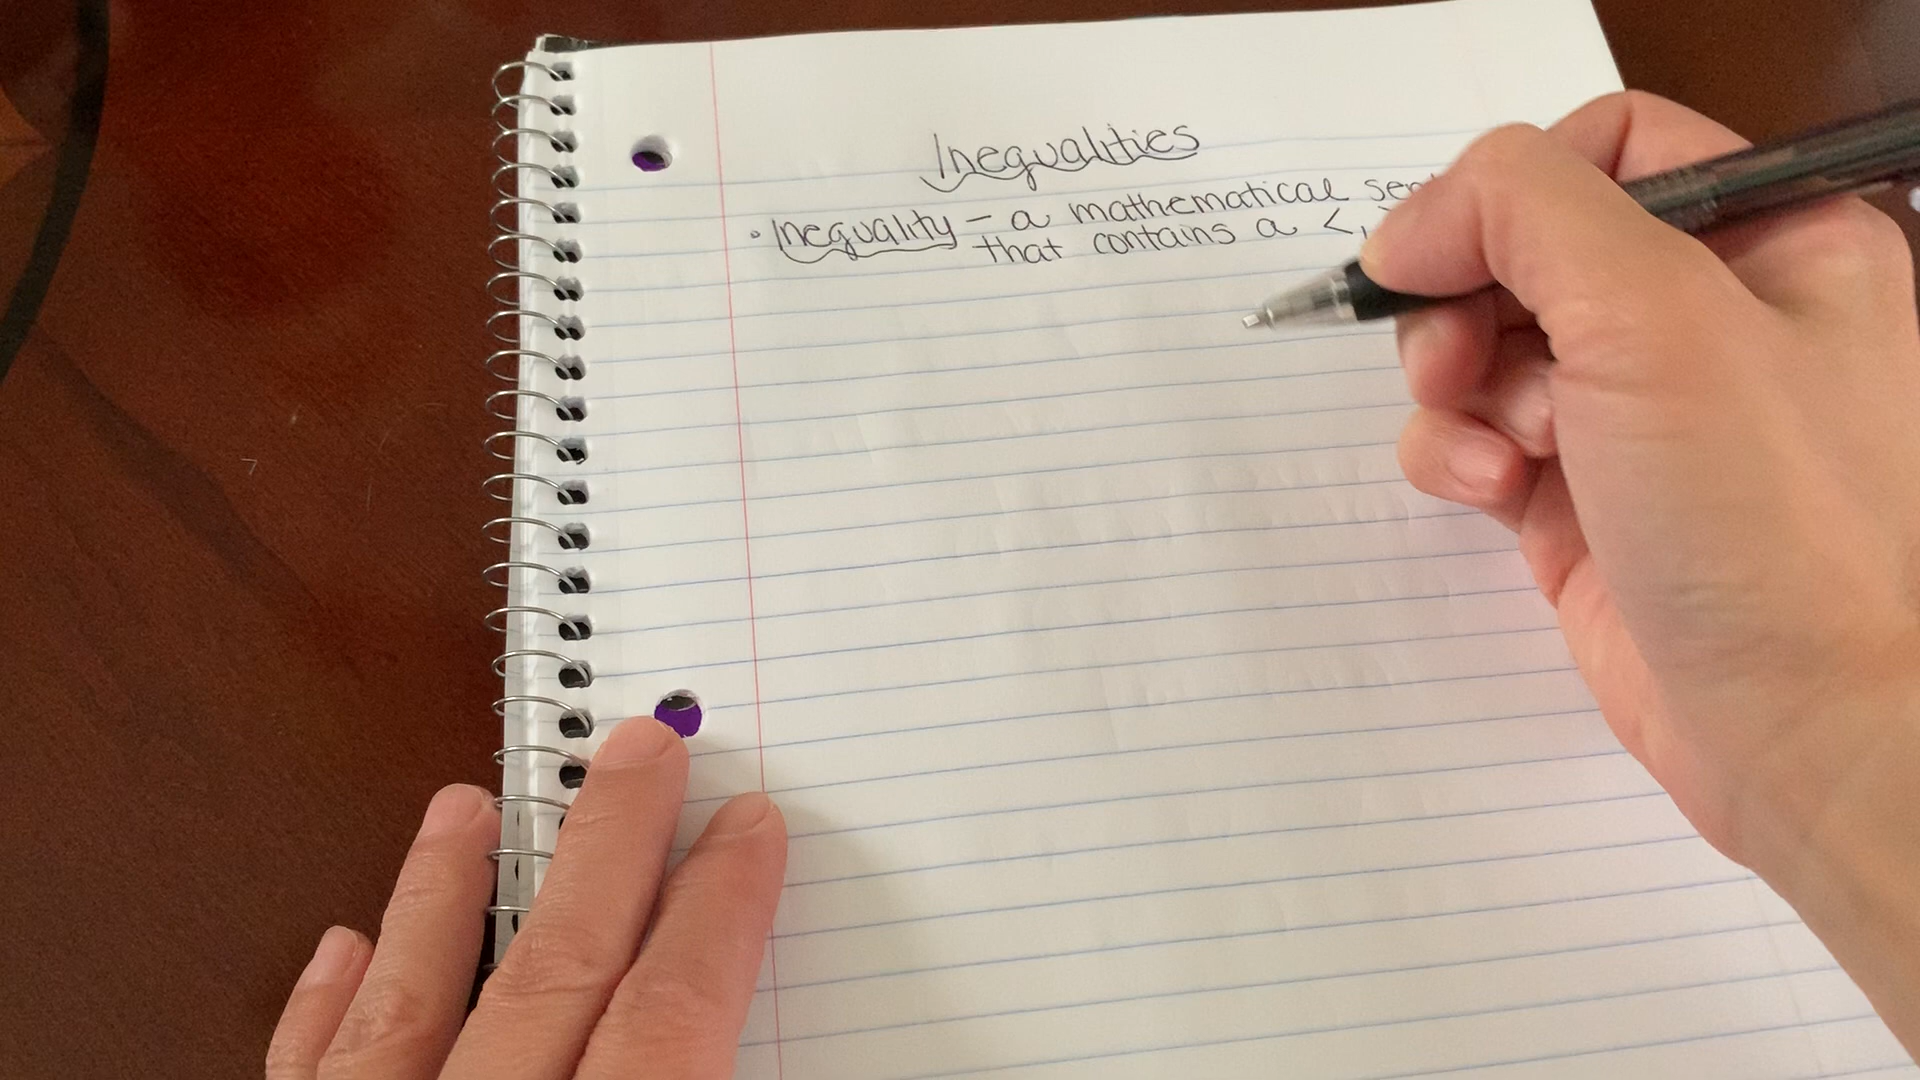 Inequalities
• Inequality – a mathematical
that contains a <,